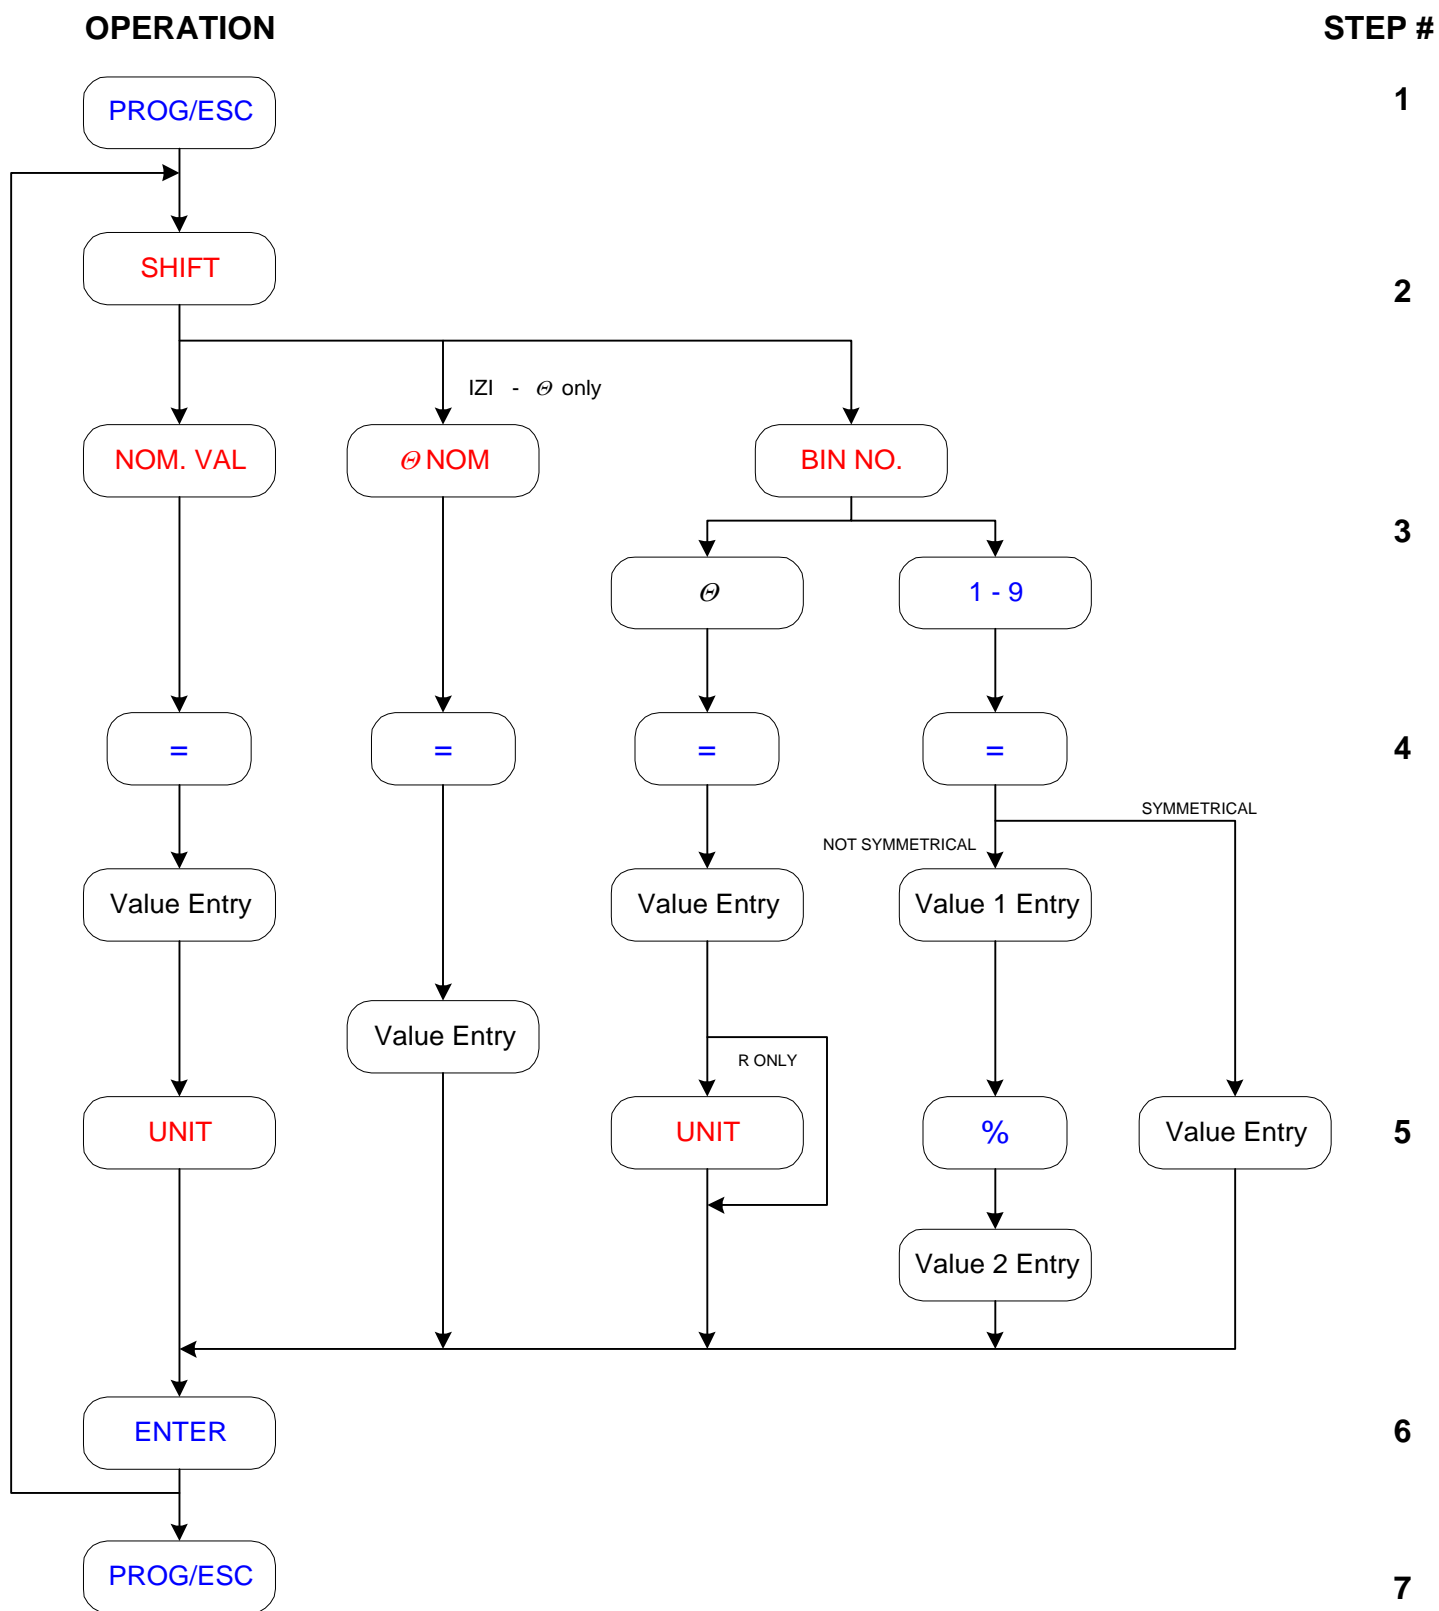 OPERATION STEP #
PROG/ESC 1
SHIFT
2
IZI - Θ only
NOM. VAL Θ NOM BIN NO.
3
Θ 1 - 9
= = = = 4
SYMMETRICAL
NOT SYMMETRICAL
Value Entry Value Entry Value 1 Entry
Value Entry
R ONLY
UNIT UNIT % Value Entry 5
Value 2 Entry
ENTER 6
PROG/ESC 7